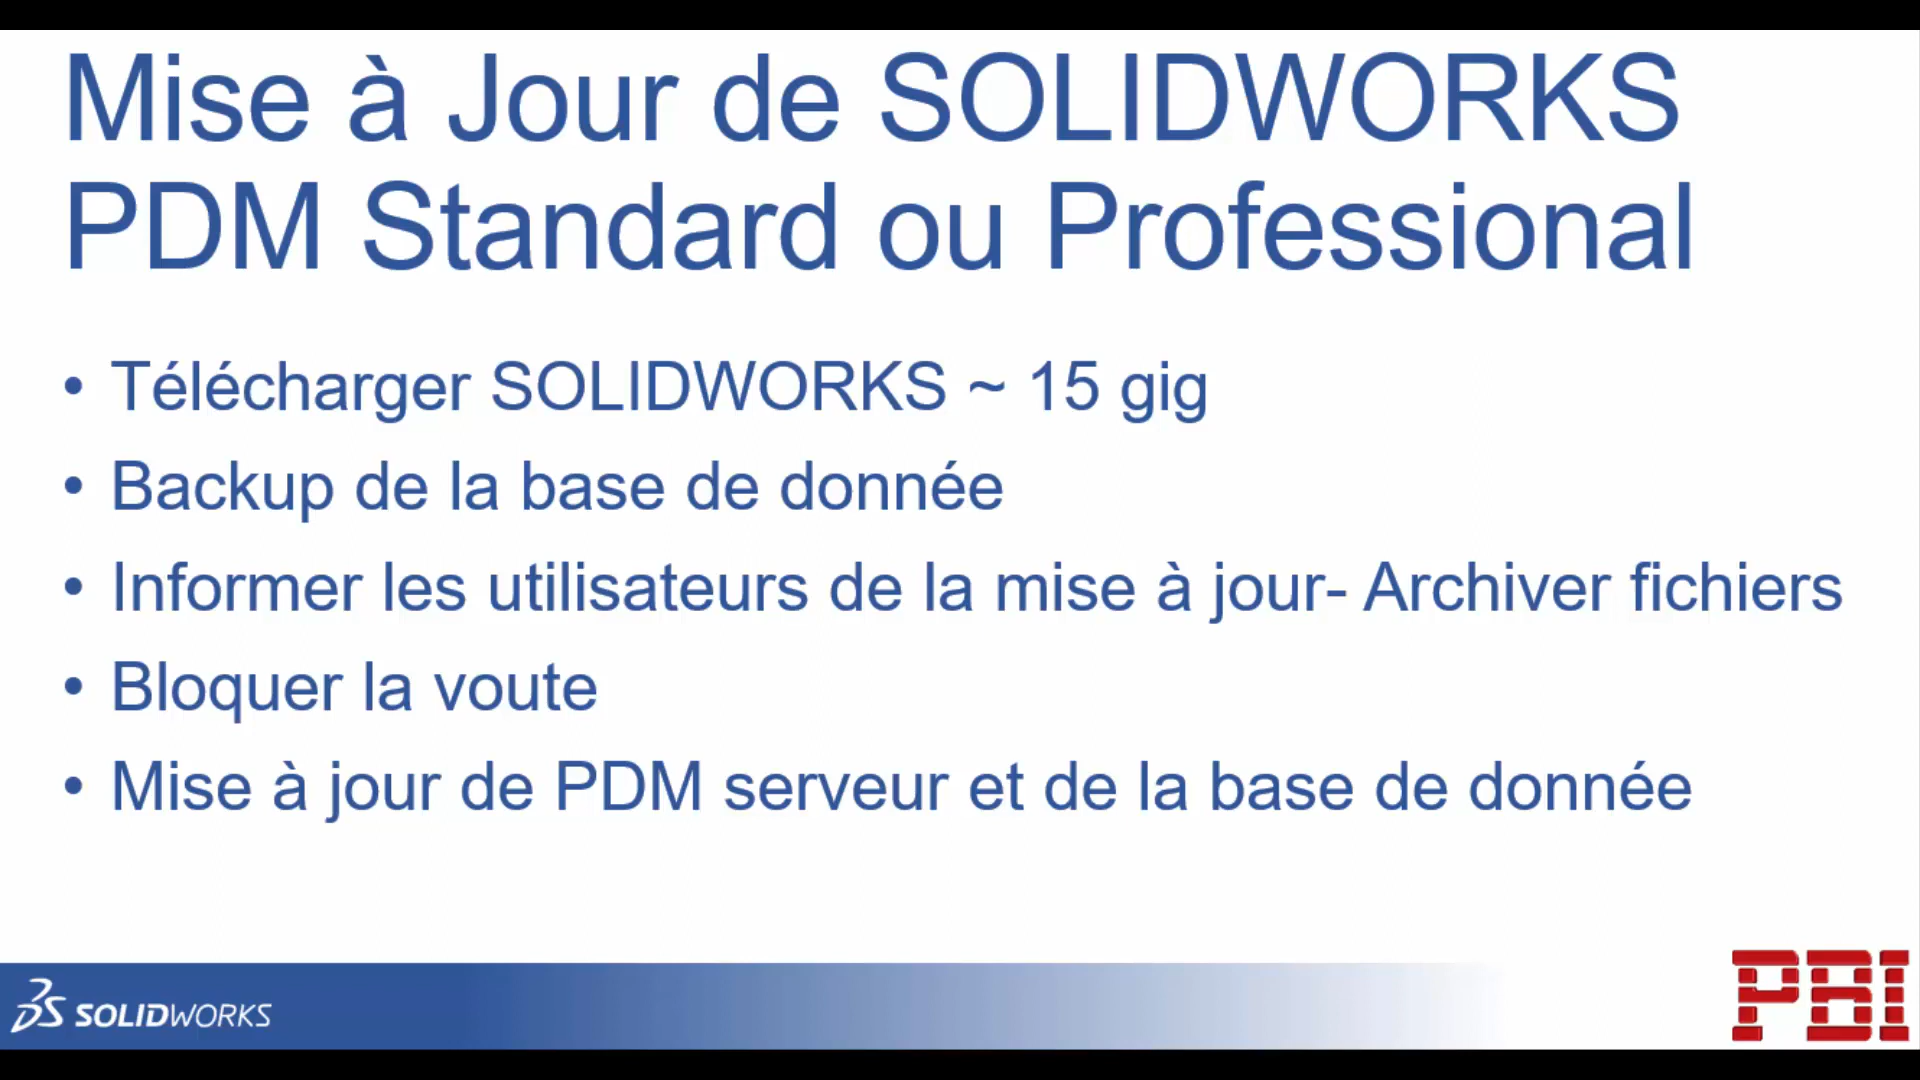 Mise à Jour de SOLIDWORKS
PDM Standard ou Professional
• Télécharger SOLIDWORKS ~ 15 gig
• Backup de la base de donnée
• Informer les utilisateurs de la mise à jour- Archiver fichiers
• Bloquer la voute
• Mise à jour de PDM serveur et de la base de donnée
3DS SOLIDWORKS
PBI